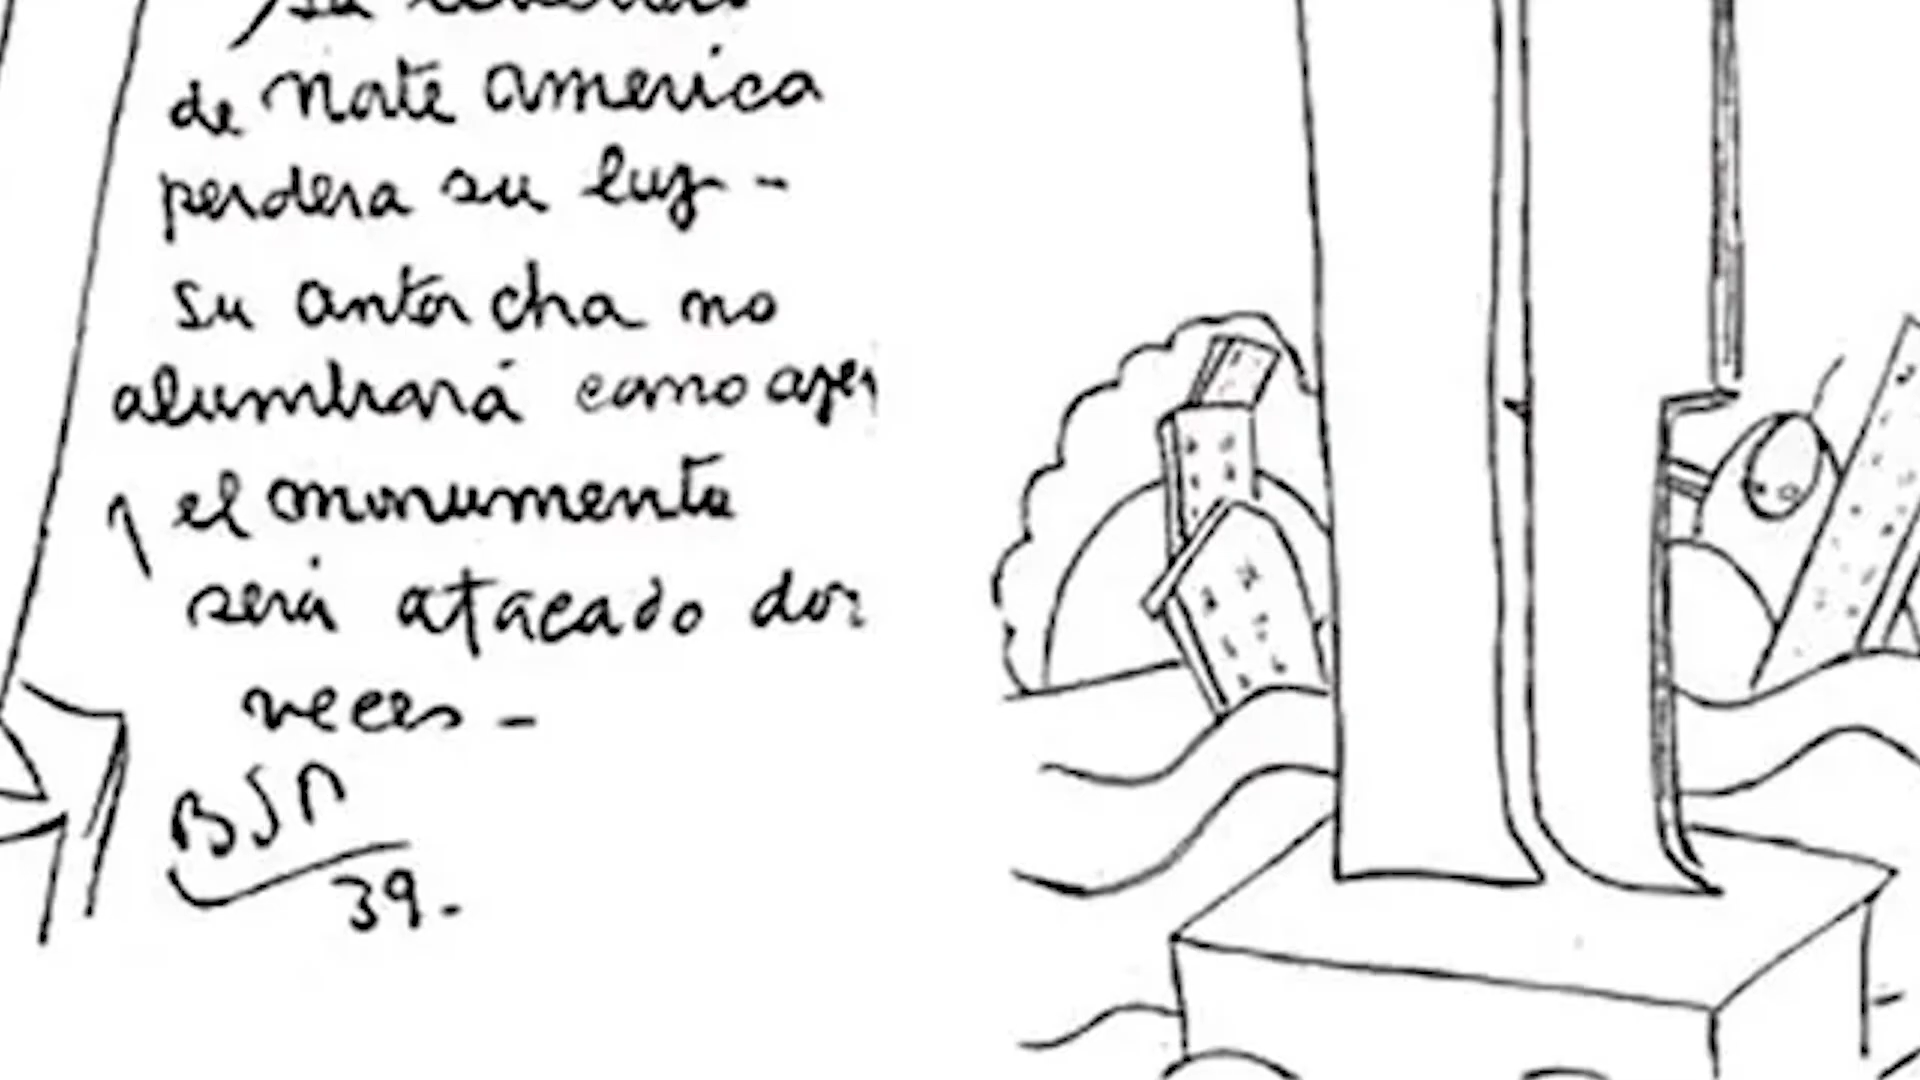 de Norte america
perdera su luz -
su antorcha no
alumbrará como ayer
y el monumento
será atacado dos
veces -
BSP
39.